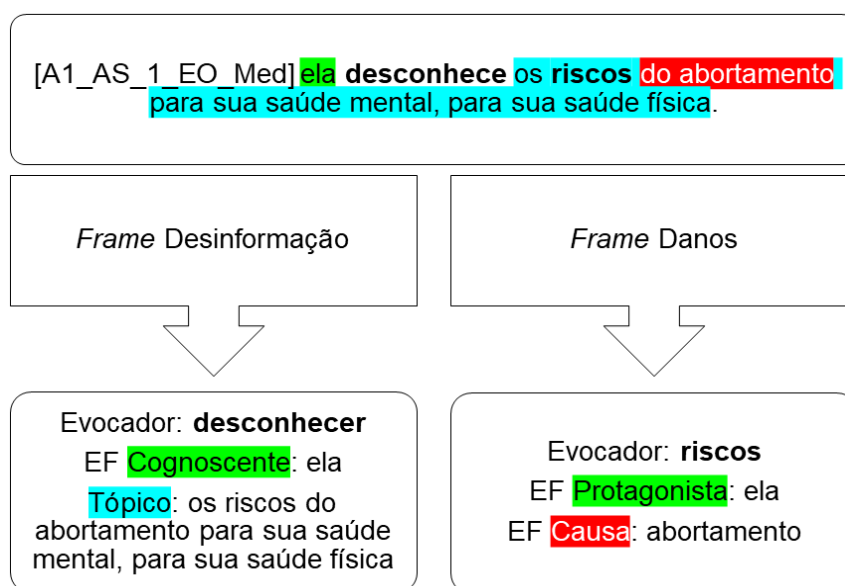 [A1_AS_1_EO_Med] ela desconhece os riscos do abortamento
para sua saúde mental, para sua saúde física.
Frame Desinformação
Frame Danos
Evocador: desconhecer
EF Cognoscente: ela
Tópico: os riscos do
abortamento para sua saúde
mental, para sua saúde física
Evocador: riscos
EF Protagonista: ela
EF Causa: abortamento